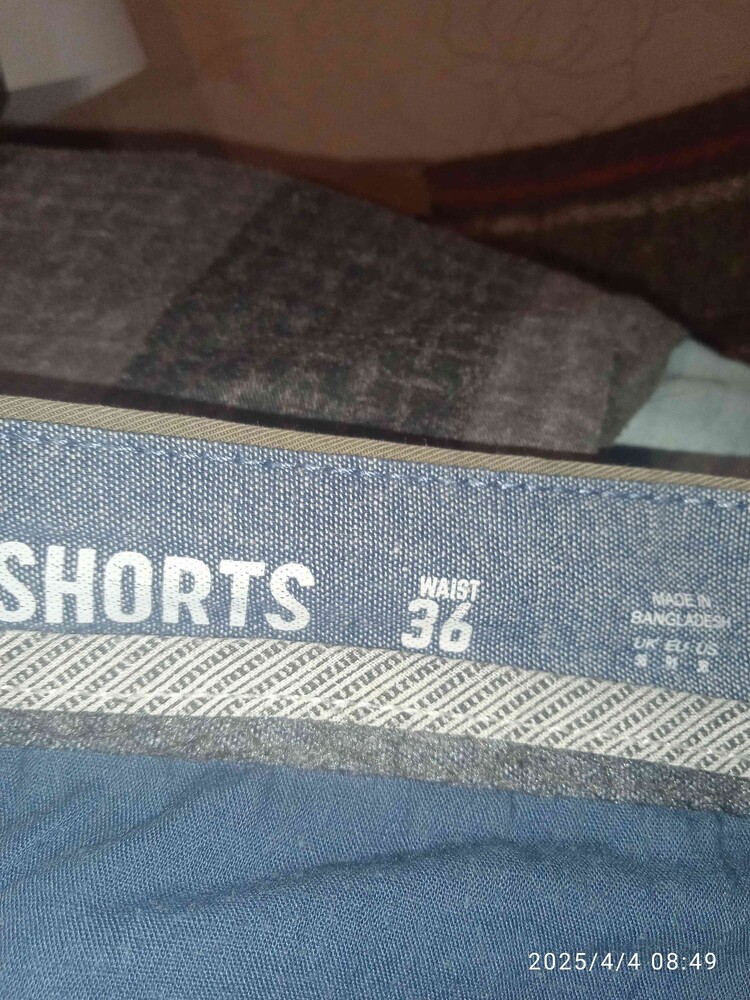 SHORTS
WAIST
36
MADE IN
BANGLADESH
UK EU US
2025/4/4 08:49